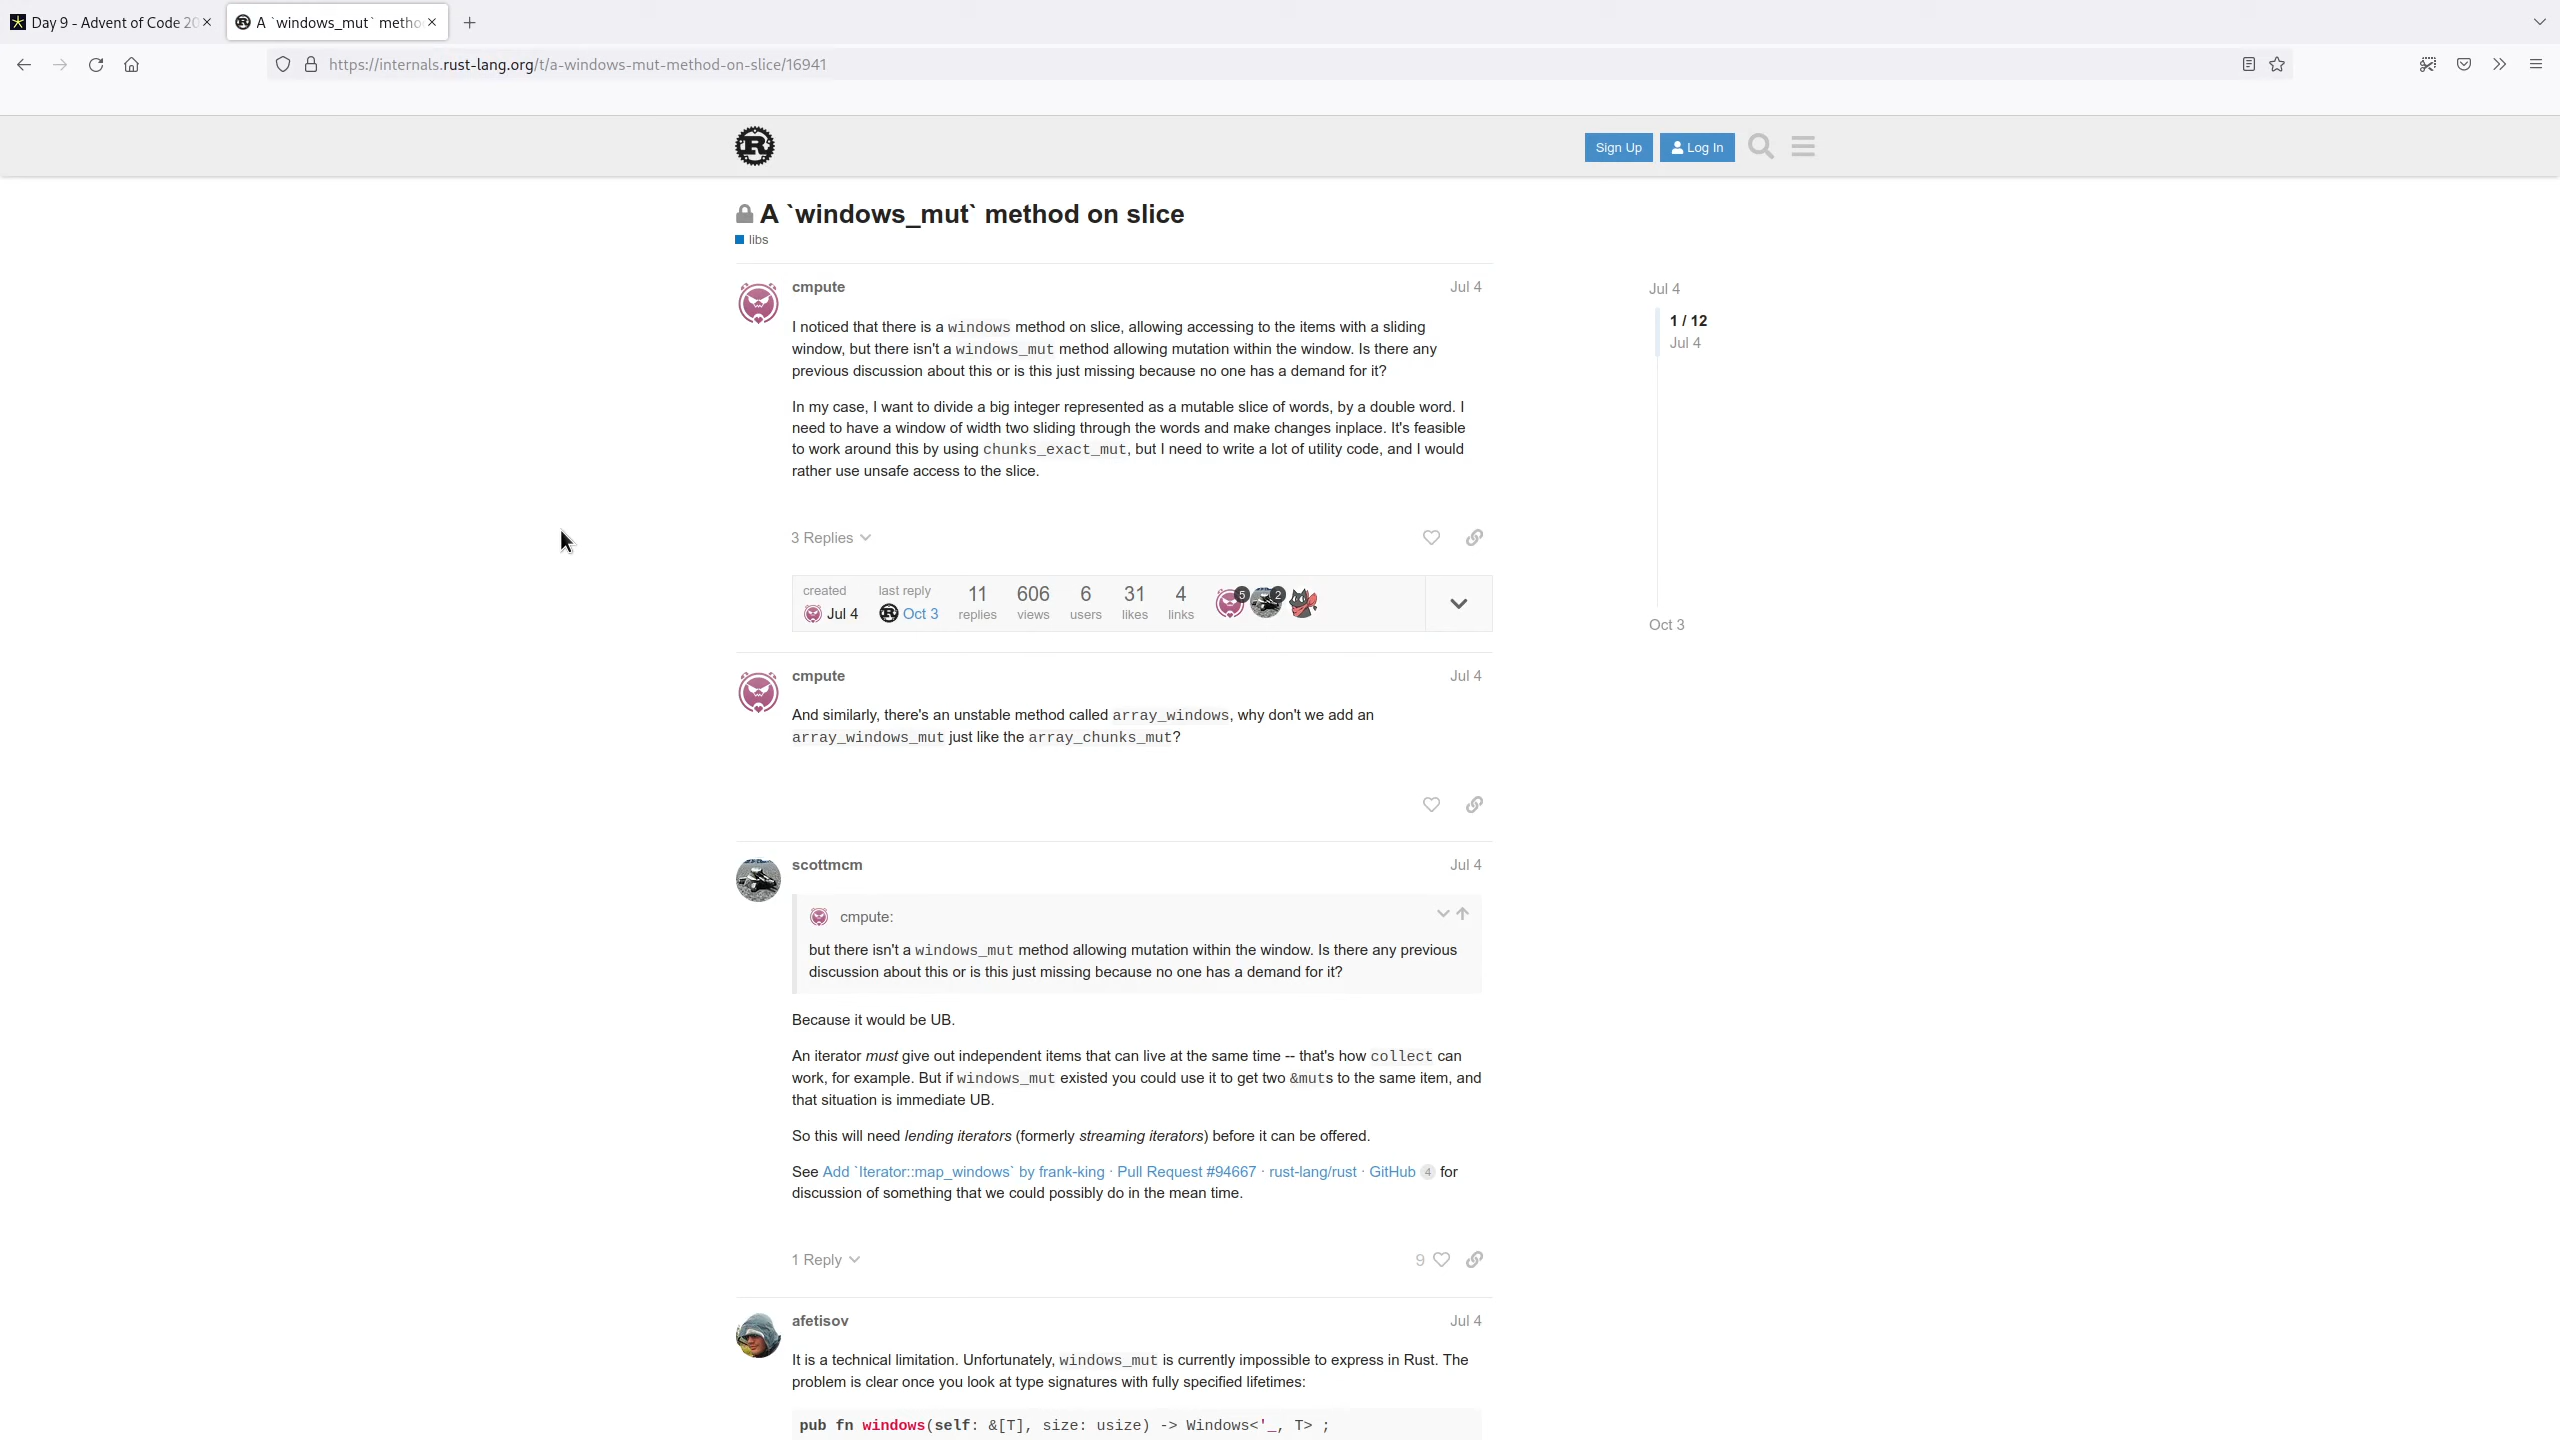 Day 9 - Advent of Code 20
A `windows_mut` metho
https://internals.rust-lang.org/t/a-windows-mut-method-on-slice/16941
Sign Up
Log In
A `windows_mut` method on slice
libs
cmpute
Jul 4
I noticed that there is a windows method on slice, allowing accessing to the items with a sliding
window, but there isn't a windows_mut method allowing mutation within the window. Is there any
previous discussion about this or is this just missing because no one has a demand for it?
In my case, I want to divide a big integer represented as a mutable slice of words, by a double word. I
need to have a window of width two sliding through the words and make changes inplace. It's feasible
to work around this by using chunks_exact_mut, but I need to write a lot of utility code, and I would
rather use unsafe access to the slice.
3 Replies
created
Jul 4
last reply
Oct 3
11
replies
606
views
6
users
31
likes
4
links
5
2
Jul 4
1 / 12
Jul 4
Oct 3
cmpute
Jul 4
And similarly, there's an unstable method called array_windows, why don't we add an
array_windows_mut just like the array_chunks_mut?
scottmcm
Jul 4
cmpute:
but there isn't a windows_mut method allowing mutation within the window. Is there any previous
discussion about this or is this just missing because no one has a demand for it?
Because it would be UB.
An iterator must give out independent items that can live at the same time -- that's how collect can
work, for example. But if windows_mut existed you could use it to get two &muts to the same item, and
that situation is immediate UB.
So this will need lending iterators (formerly streaming iterators) before it can be offered.
See Add `Iterator::map_windows` by frank-king · Pull Request #94667 · rust-lang/rust · GitHub 4 for
discussion of something that we could possibly do in the mean time.
1 Reply
9
afetisov
Jul 4
It is a technical limitation. Unfortunately, windows_mut is currently impossible to express in Rust. The
problem is clear once you look at type signatures with fully specified lifetimes:
pub fn windows(self: &[T], size: usize) -> Windows<'_, T> ;